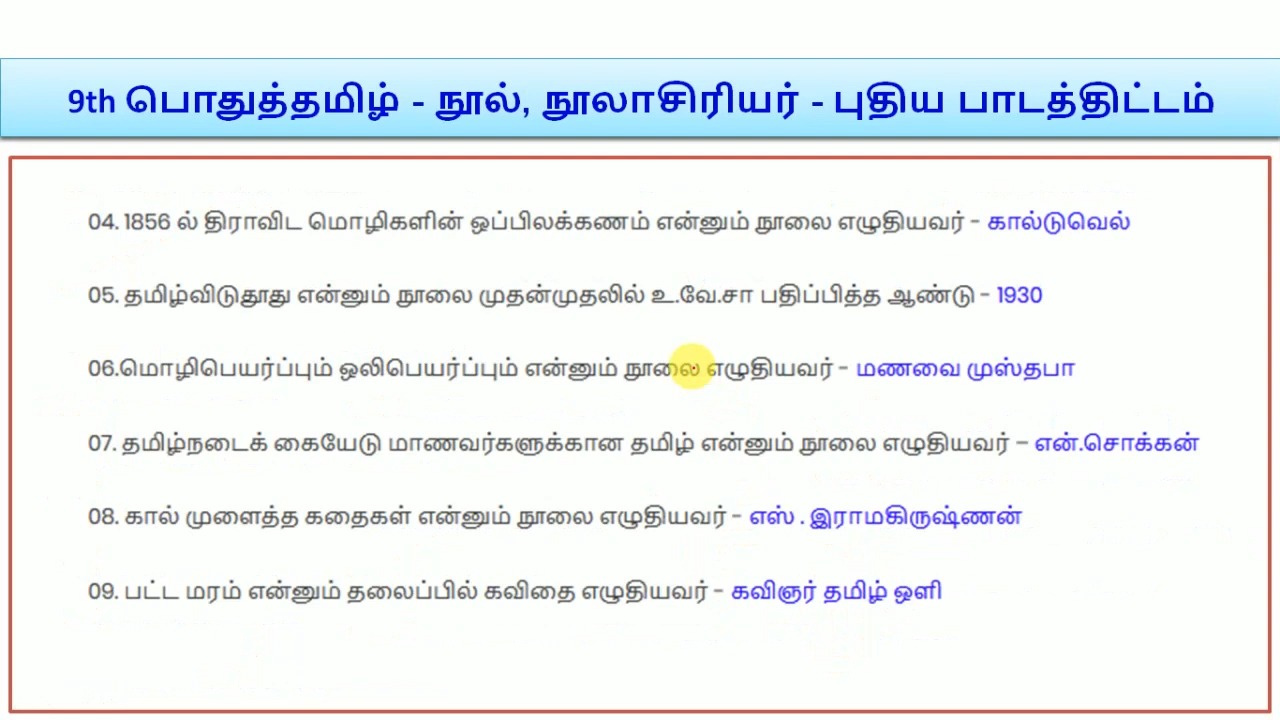 9th பொதுத்தமிழ் - நூல், நூலாசிரியர் - புதிய பாடத்திட்டம்
04. 1856 ல் திராவிட மொழிகளின் ஒப்பிலக்கணம் என்னும் நூலை எழுதியவர் - கால்டுவெல்
05. தமிழ்விடுதூது என்னும் நூலை முதன்முதலில் உ.வே.சா பதிப்பித்த ஆண்டு - 1930
06.மொழிபெயர்ப்பும் ஒலிபெயர்ப்பும் என்னும் நூலை எழுதியவர் - மணவை முஸ்தபா
07. தமிழ்நடைக் கையேடு மாணவர்களுக்கான தமிழ் என்னும் நூலை எழுதியவர் – என்.சொக்கன்
08. கால் முளைத்த கதைகள் என்னும் நூலை எழுதியவர் - எஸ் . இராமகிருஷ்ணன்
09. பட்ட மரம் என்னும் தலைப்பில் கவிதை எழுதியவர் - கவிஞர் தமிழ் ஒளி